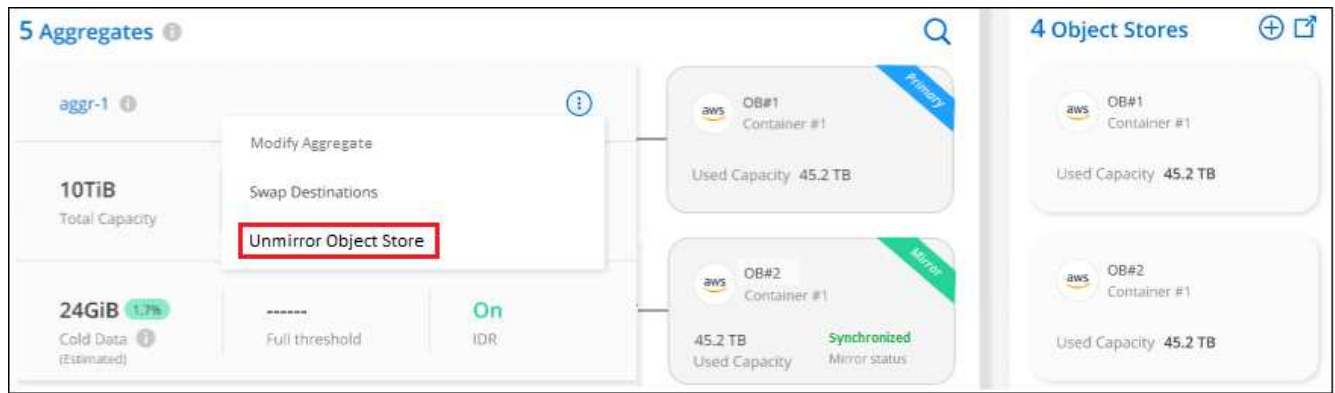 5 Aggregates
4 Object Stores
aggr-1
Modify Aggregate
Swap Destinations
Unmirror Object Store
10TiB
Total Capacity
24GiB 1.7%
Cold Data
(Estimated)
------
Full threshold
On
IDR
Primary
aws
OB#1
Container #1
Used Capacity 45.2 TB
Mirror
aws
OB#2
Container #1
45.2 TB
Used Capacity
Synchronized
Mirror status
aws
OB#1
Container #1
Used Capacity 45.2 TB
aws
OB#2
Container #1
Used Capacity 45.2 TB